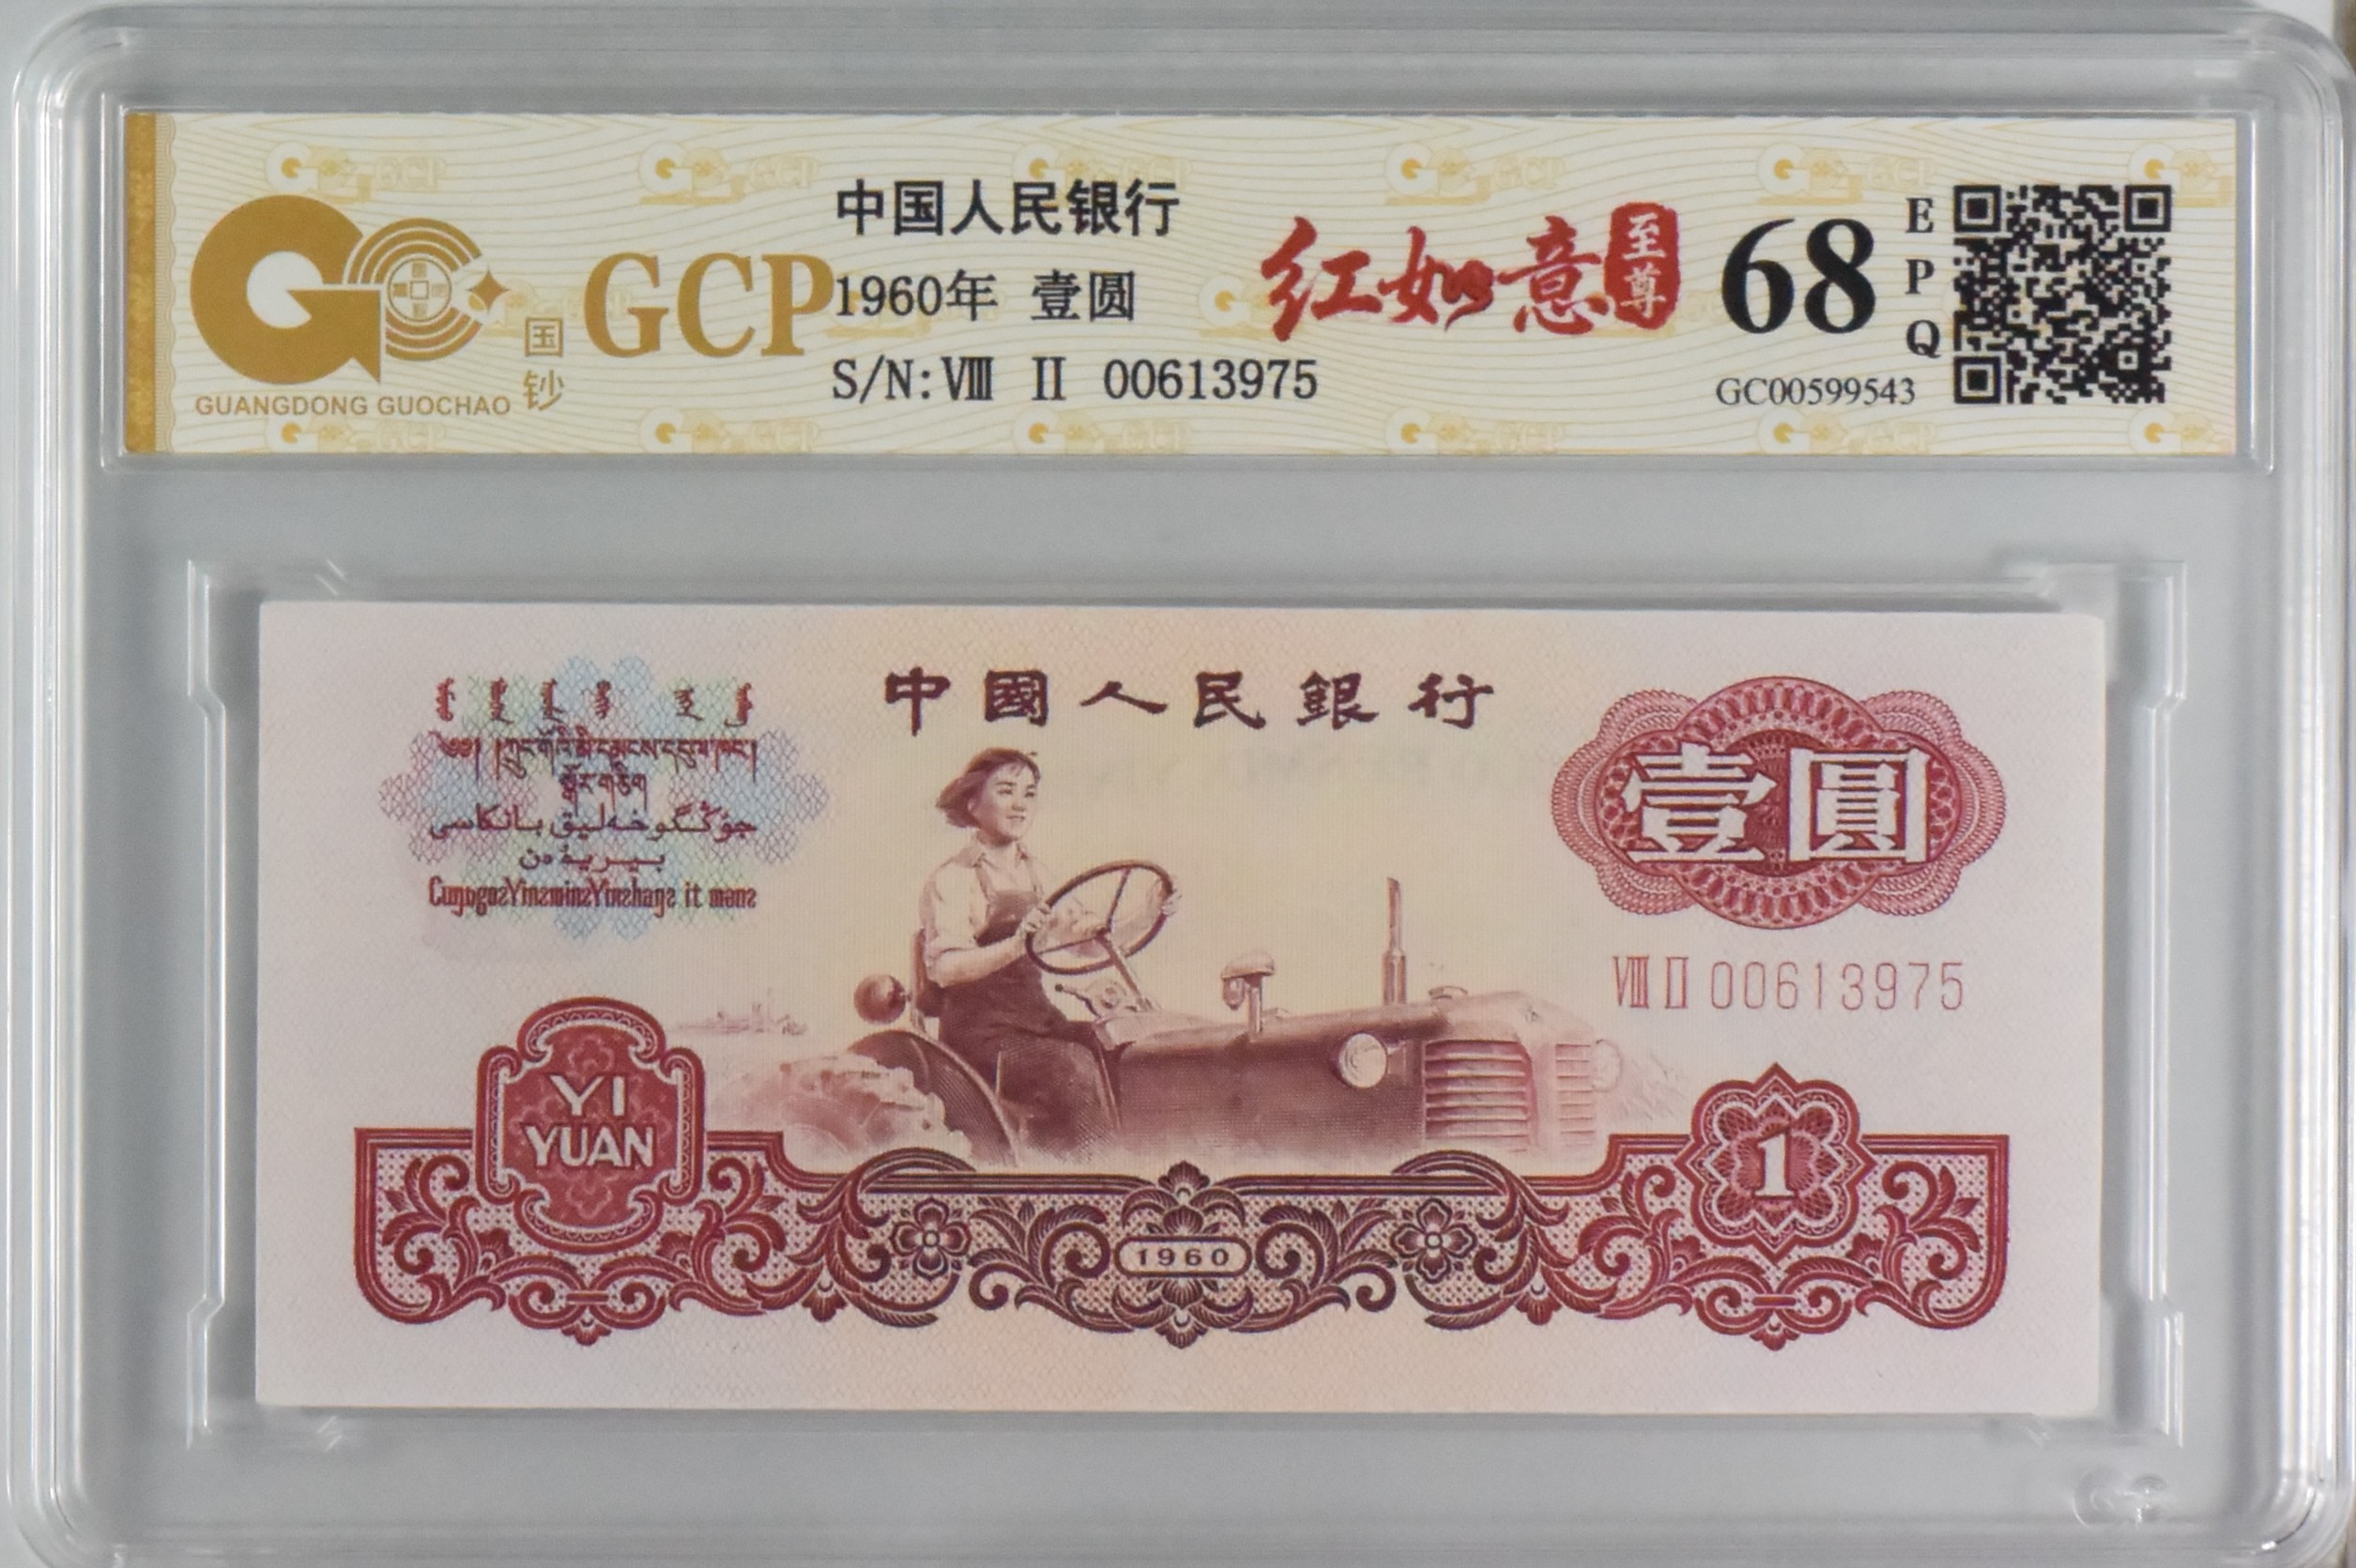 中国人民银行
1960年 壹圆
S/N:Ⅷ Ⅱ 00613975
GCP
国钞
GUANGDONG GUOCHAO
红如意
至尊
68
EPQ
GC00599543
中國人民銀行
壹圓
Ⅷ Ⅱ 00613975
YI
YUAN
1960
1